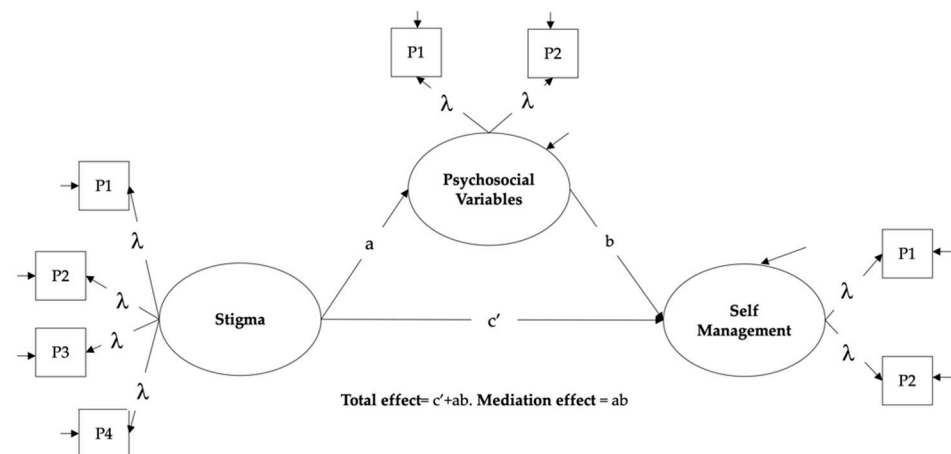 P1
P2
λ
λ
Psychosocial
Variables
P1
λ
a
b
P1
P2
λ
λ
Stigma
c′
Self
Management
P3
λ
λ
λ
P2
P4
Total effect= c′+ab. Mediation effect = ab